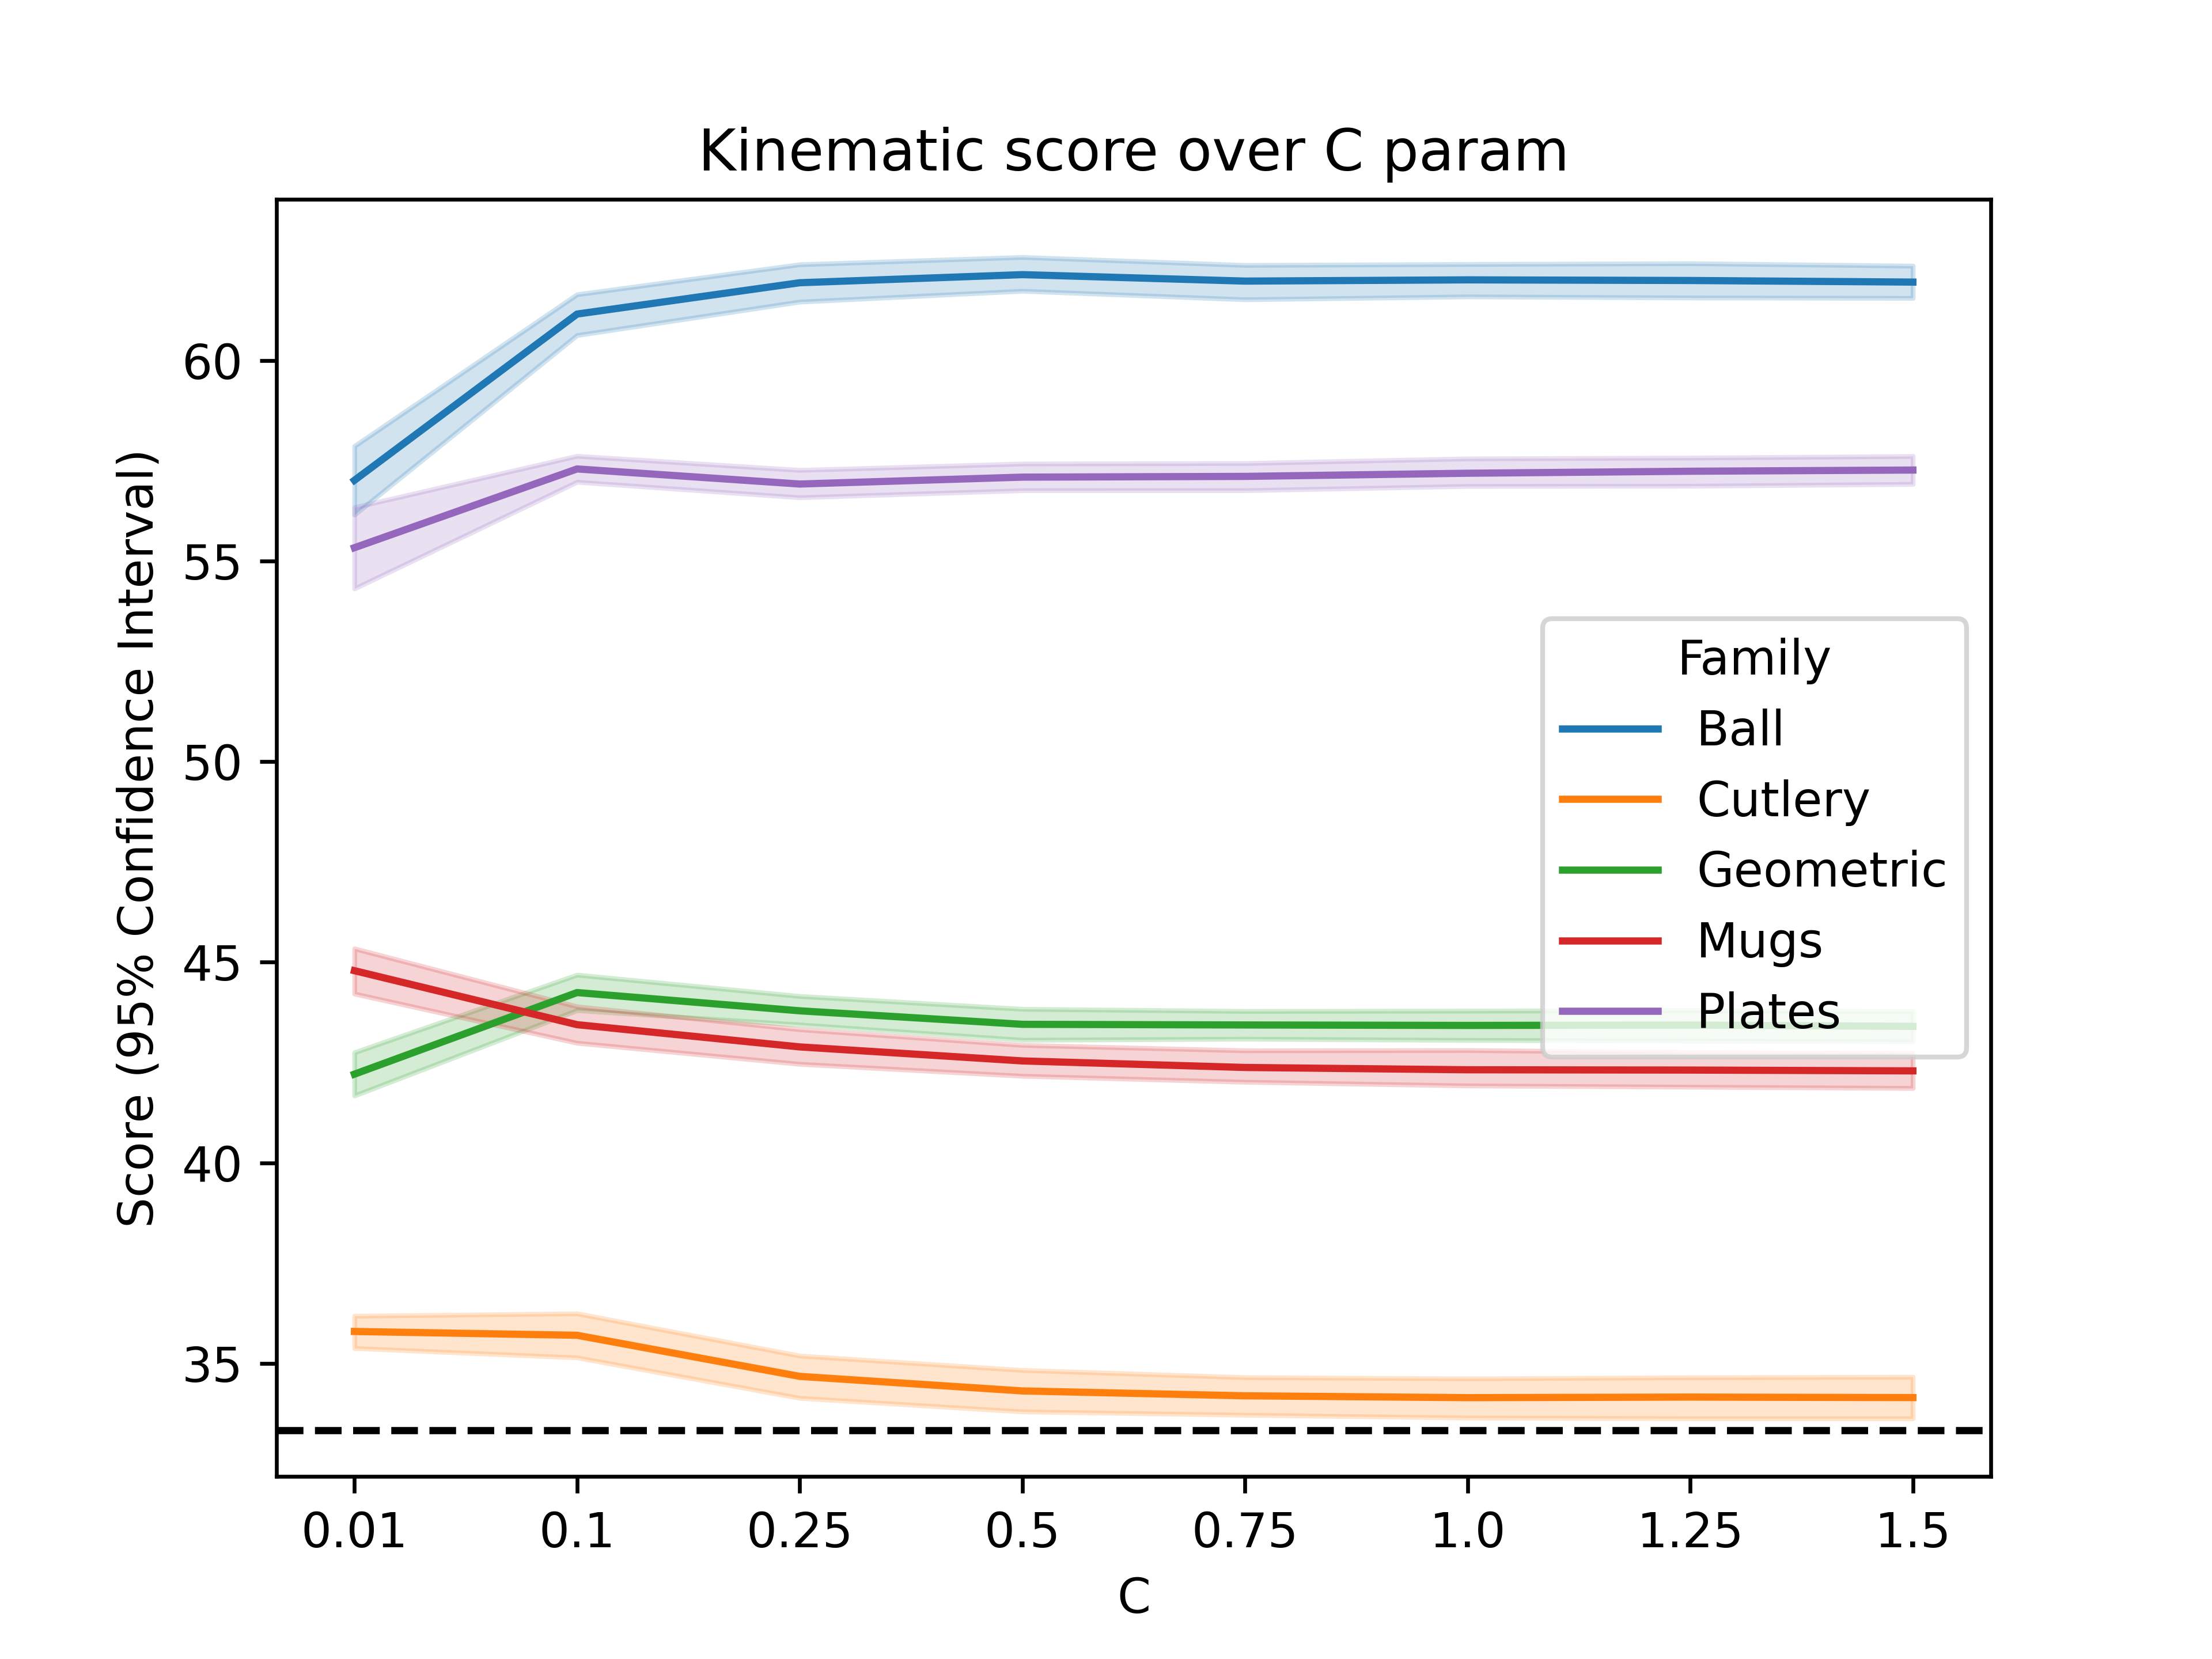 Kinematic score over C param
Score (95% Confidence Interval)
60
55
50
45
40
35
Family
Ball
Cutlery
Geometric
Mugs
Plates
0.01 0.1 0.25 0.5 0.75 1.0 1.25 1.5
C